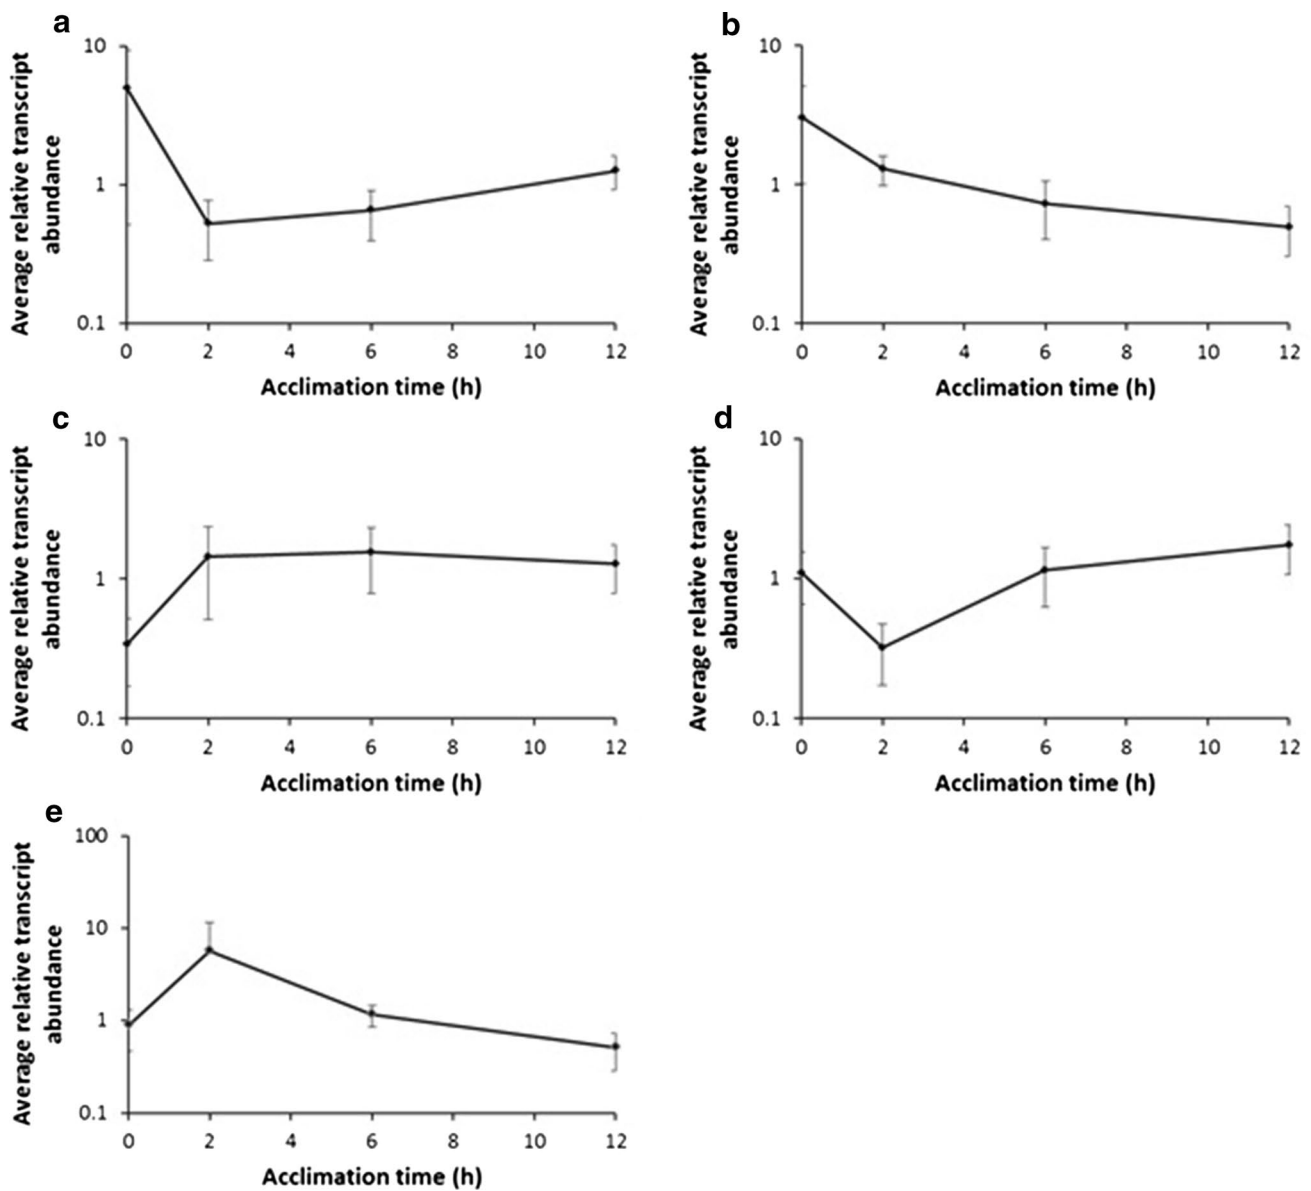 a
Average relative transcript
abundance
10
1
0.1
0 2 4 6 8 10 12
Acclimation time (h)
b
Average relative transcript
abundance
10
1
0.1
0 2 4 6 8 10 12
Acclimation time (h)
c
Average relative transcript
abundance
10
1
0.1
0 2 4 6 8 10 12
Acclimation time (h)
d
Average relative transcript
abundance
10
1
0.1
0 2 4 6 8 10 12
Acclimation time (h)
e
Average relative transcript
abundance
100
10
1
0.1
0 2 4 6 8 10 12
Acclimation time (h)